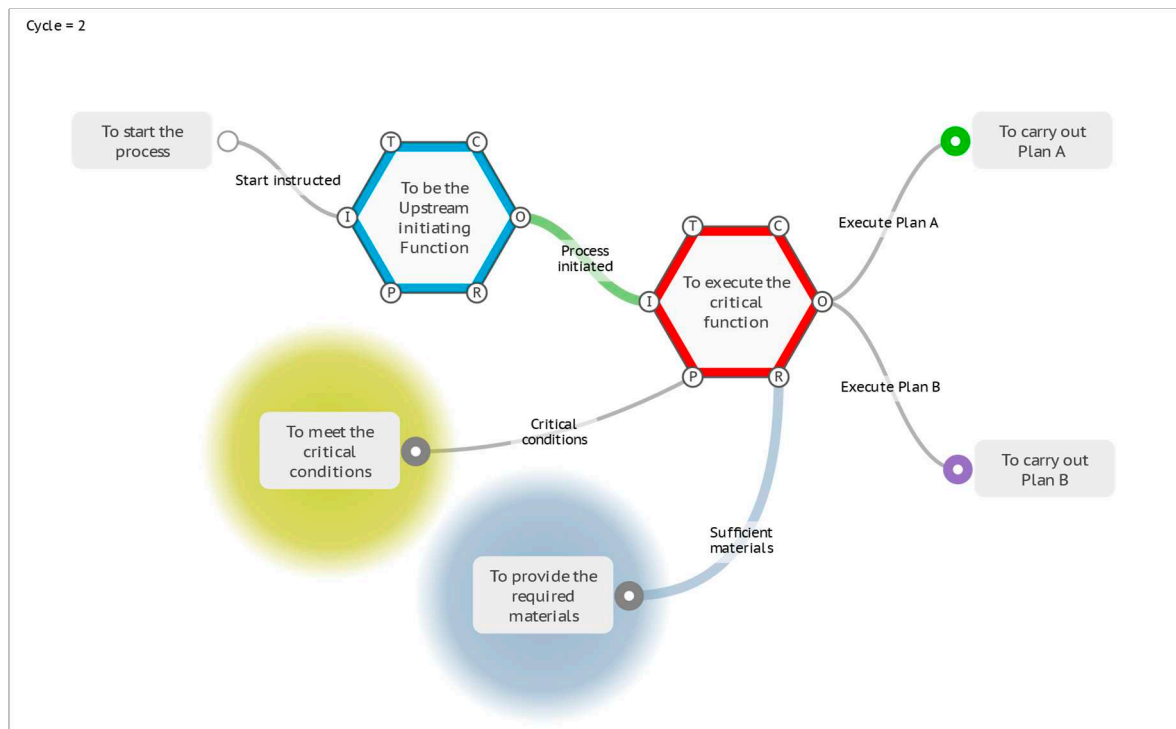 Cycle = 2
To start the
process
Start instructed
T
C
I
O
P
R
To be the
Upstream
initiating
Function
Process
initiated
T
C
I
O
P
R
To execute the
critical
function
Execute Plan A
To carry out
Plan A
Execute Plan B
To carry out
Plan B
To meet the
critical
conditions
Critical
conditions
To provide the
required
materials
Sufficient
materials